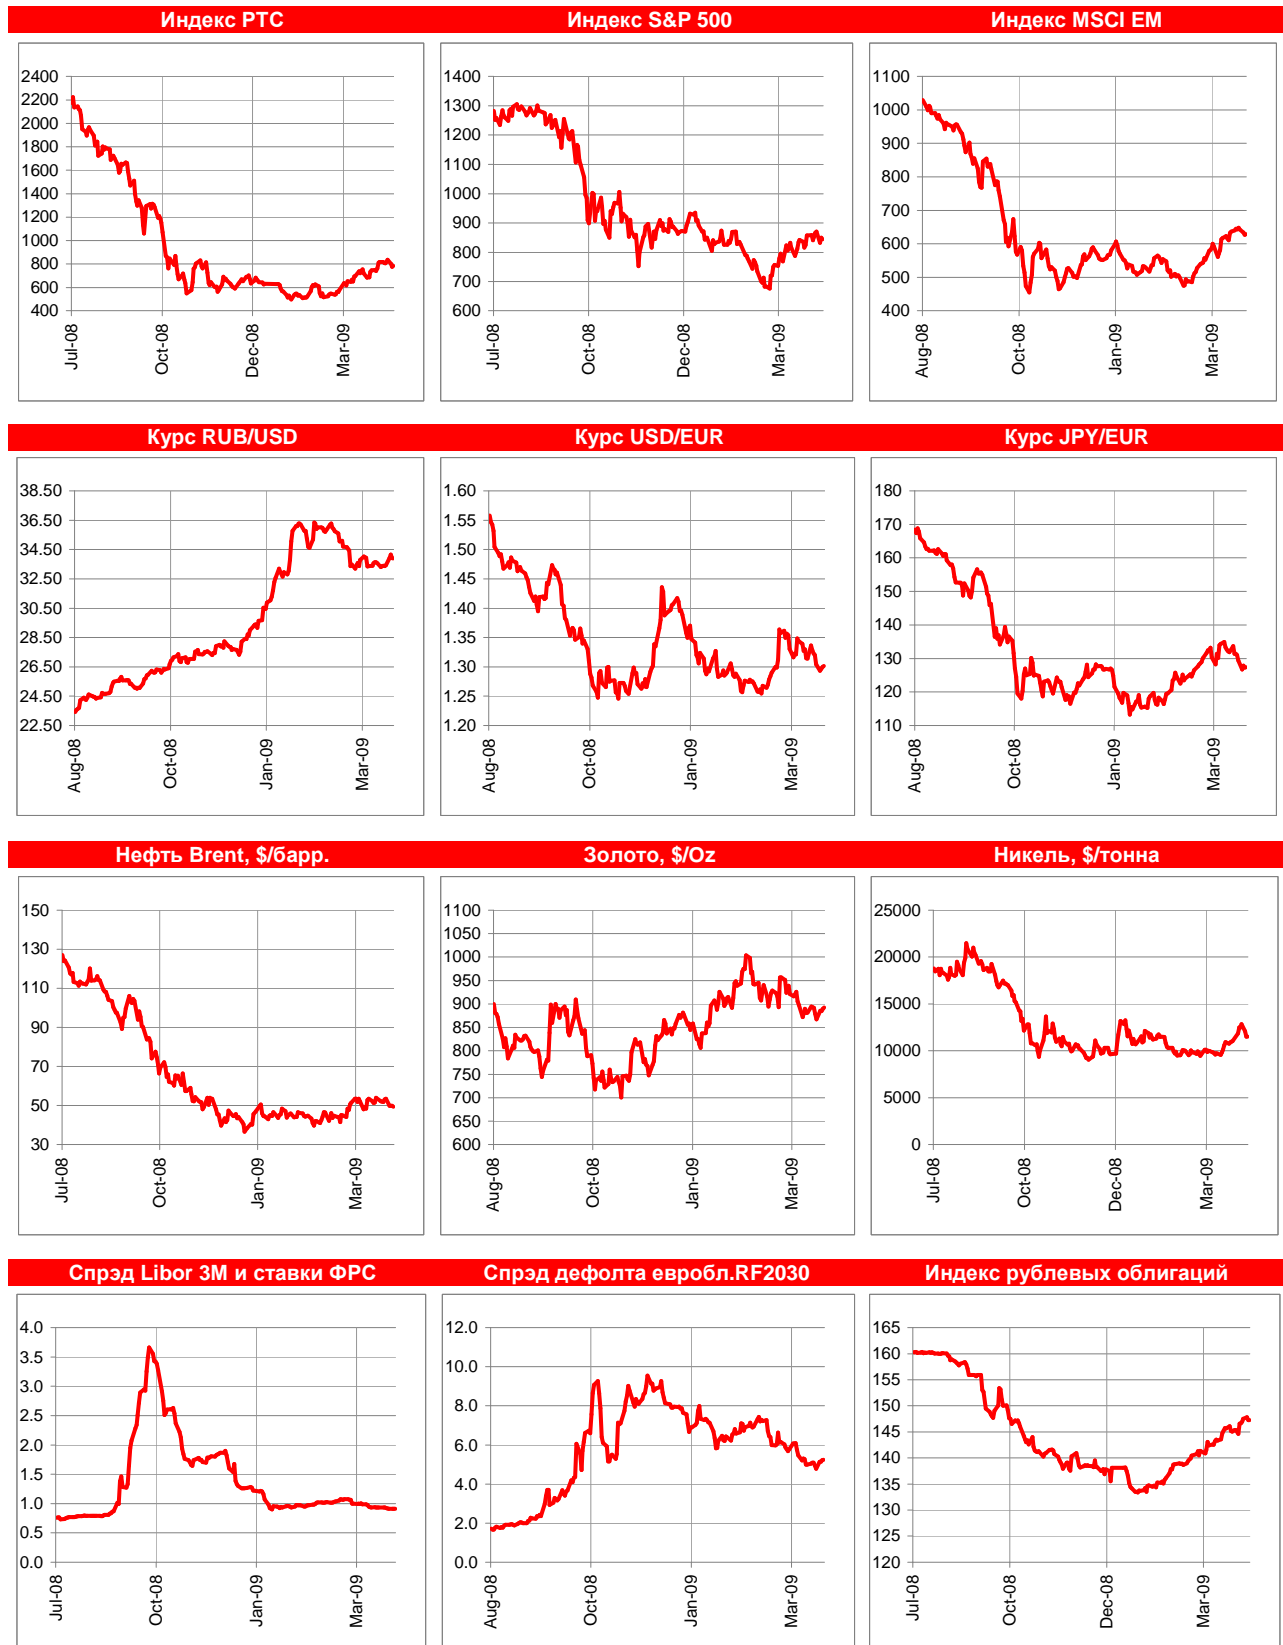 Индекс РТС
2400
2200
2000
1800
1600
1400
1200
1000
800
600
400
Jul-08
Oct-08
Dec-08
Mar-09
Индекс S&P 500
1400
1300
1200
1100
1000
900
800
700
600
Jul-08
Oct-08
Dec-08
Mar-09
Индекс MSCI EM
1100
1000
900
800
700
600
500
400
Aug-08
Oct-08
Jan-09
Mar-09
Курс RUB/USD
38.50
36.50
34.50
32.50
30.50
28.50
26.50
24.50
22.50
Aug-08
Oct-08
Jan-09
Mar-09
Курс USD/EUR
1.60
1.55
1.50
1.45
1.40
1.35
1.30
1.25
1.20
Aug-08
Oct-08
Jan-09
Mar-09
Курс JPY/EUR
180
170
160
150
140
130
120
110
Aug-08
Oct-08
Jan-09
Mar-09
Нефть Brent, $/барр.
150
130
110
90
70
50
30
Jul-08
Oct-08
Jan-09
Mar-09
Золото, $/Oz
1100
1050
1000
950
900
850
800
750
700
650
600
Aug-08
Oct-08
Jan-09
Mar-09
Никель, $/тонна
25000
20000
15000
10000
5000
0
Jul-08
Oct-08
Dec-08
Mar-09
Спрэд Libor 3M и ставки ФРС
4.0
3.5
3.0
2.5
2.0
1.5
1.0
0.5
0.0
Jul-08
Oct-08
Jan-09
Mar-09
Спрэд дефолта евробл.RF2030
12.0
10.0
8.0
6.0
4.0
2.0
0.0
Aug-08
Oct-08
Jan-09
Mar-09
Индекс рублевых облигаций
165
160
155
150
145
140
135
130
125
120
Jul-08
Oct-08
Dec-08
Mar-09